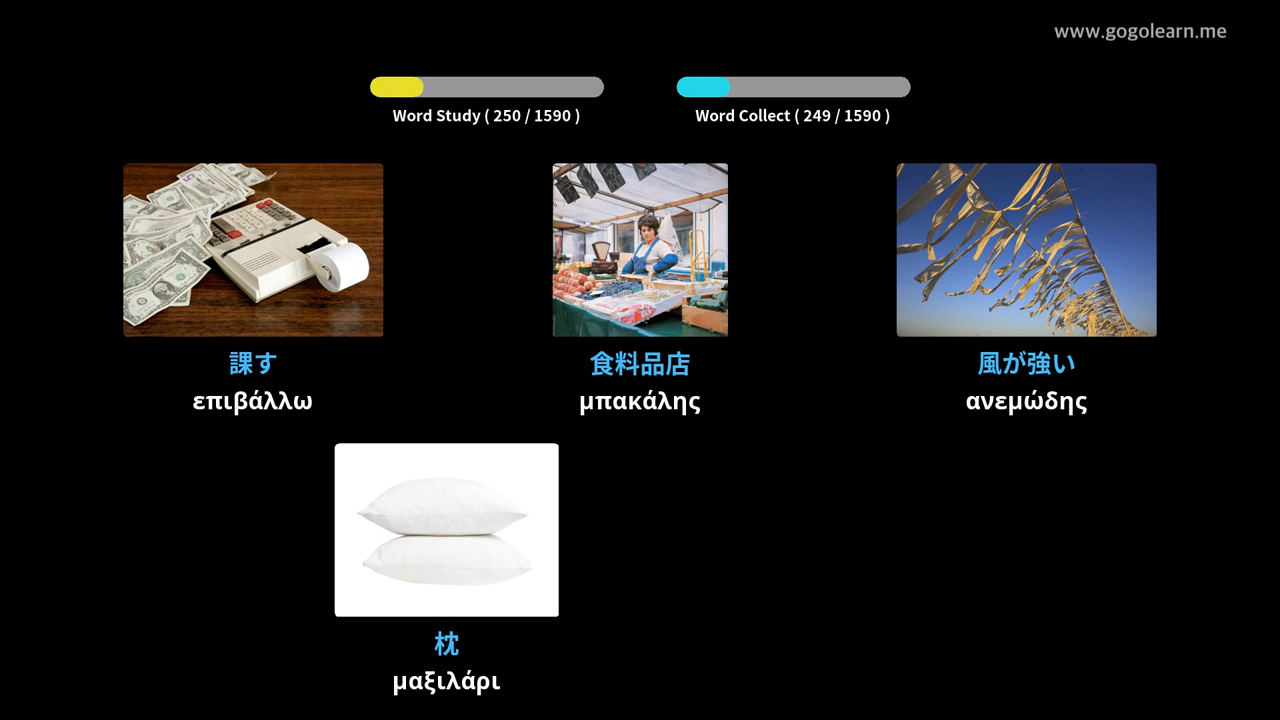 www.gogolearn.me
Word Study ( 250 / 1590 )
Word Collect ( 249 / 1590 )
課す
επιβάλλω
食料品店
μπακάλης
風が強い
ανεμώδης
枕
μαξιλάρι